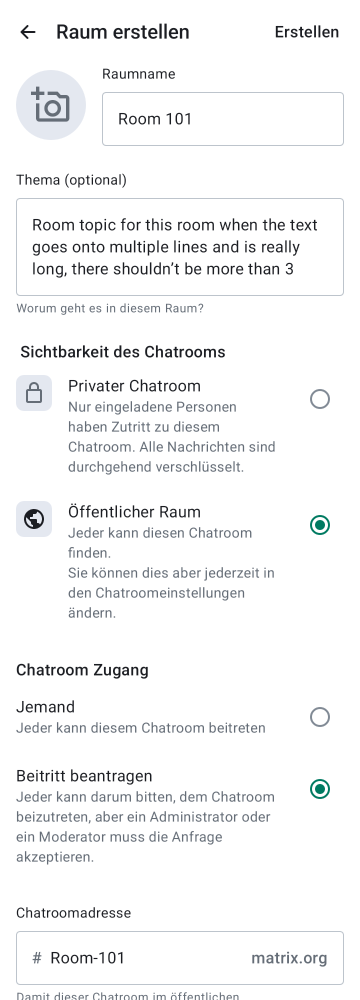 Raum erstellen
Erstellen
Raumname
Room 101
Thema (optional)
Room topic for this room when the text
goes onto multiple lines and is really
long, there shouldn’t be more than 3
Worum geht es in diesem Raum?
Sichtbarkeit des Chatrooms
Privater Chatroom
Nur eingeladene Personen
haben Zutritt zu diesem
Chatroom. Alle Nachrichten sind
durchgehend verschlüsselt.
Öffentlicher Raum
Jeder kann diesen Chatroom
finden.
Sie können dies aber jederzeit in
den Chatroomeinstellungen
ändern.
Chatroom Zugang
Jemand
Jeder kann diesem Chatroom beitreten
Beitritt beantragen
Jeder kann darum bitten, dem Chatroom
beizutreten, aber ein Administrator oder
ein Moderator muss die Anfrage
akzeptieren.
Chatroomadresse
# Room-101 matrix.org
Damit dieser Chatroom im öffentlichen